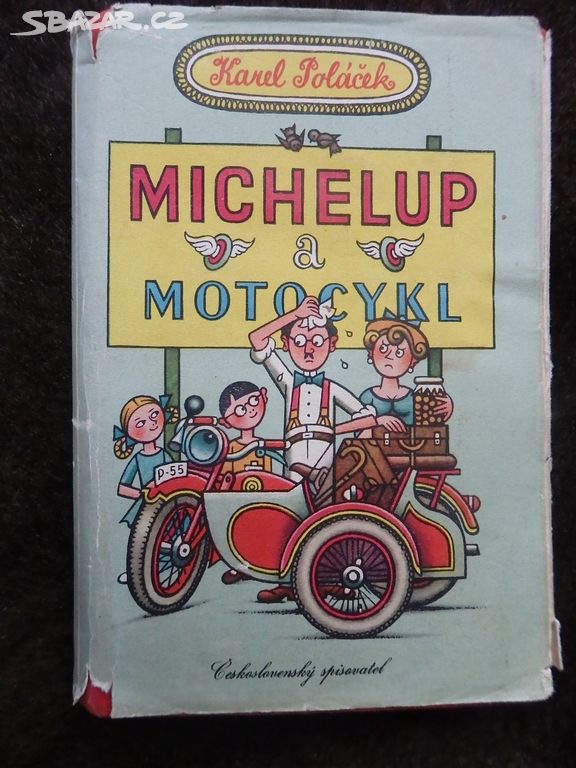 SBAZAR.CZ
Karel Poláček
MICHELUP
a
MOTOCYKL
P-55
Československý spisovatel